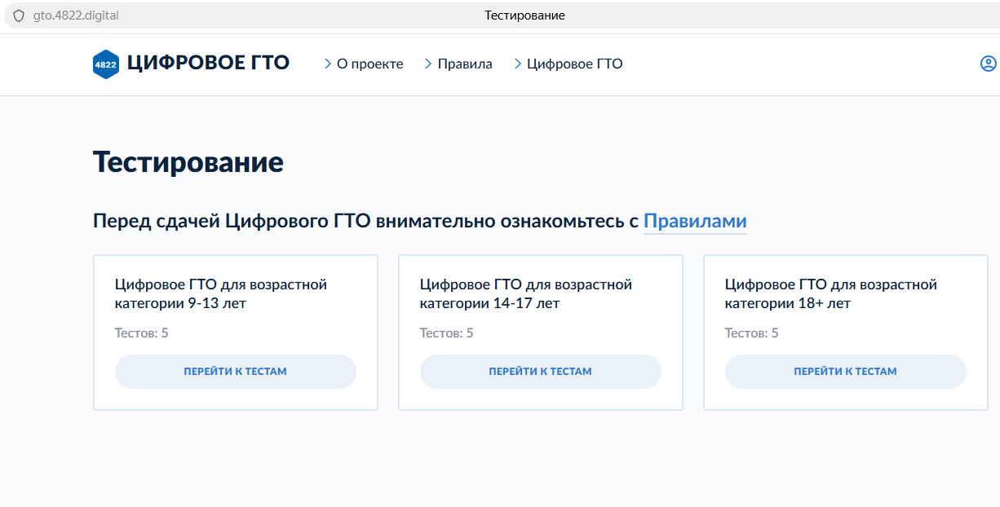 gto.4822.digital
Тестирование
4822
ЦИФРОВОЕ ГТО
О проекте
Правила
Цифровое ГТО
Тестирование
Перед сдачей Цифрового ГТО внимательно ознакомьтесь с Правилами
Цифровое ГТО для возрастной
категории 9-13 лет
Тестов: 5
ПЕРЕЙТИ К ТЕСТАМ
Цифровое ГТО для возрастной
категории 14-17 лет
Тестов: 5
ПЕРЕЙТИ К ТЕСТАМ
Цифровое ГТО для возрастной
категории 18+ лет
Тестов: 5
ПЕРЕЙТИ К ТЕСТАМ